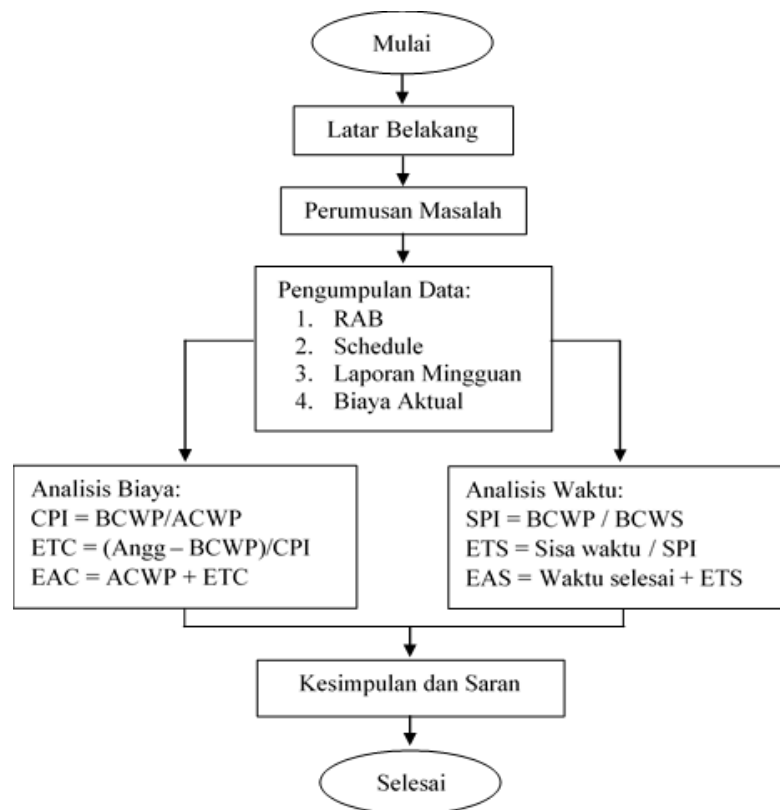 Mulai
Latar Belakang
Perumusan Masalah
Pengumpulan Data:
1. RAB
2. Schedule
3. Laporan Mingguan
4. Biaya Aktual
Analisis Biaya:
CPI = BCWP/ACWP
ETC = (Angg – BCWP)/CPI
EAC = ACWP + ETC
Analisis Waktu:
SPI = BCWP / BCWS
ETS = Sisa waktu / SPI
EAS = Waktu selesai + ETS
Kesimpulan dan Saran
Selesai